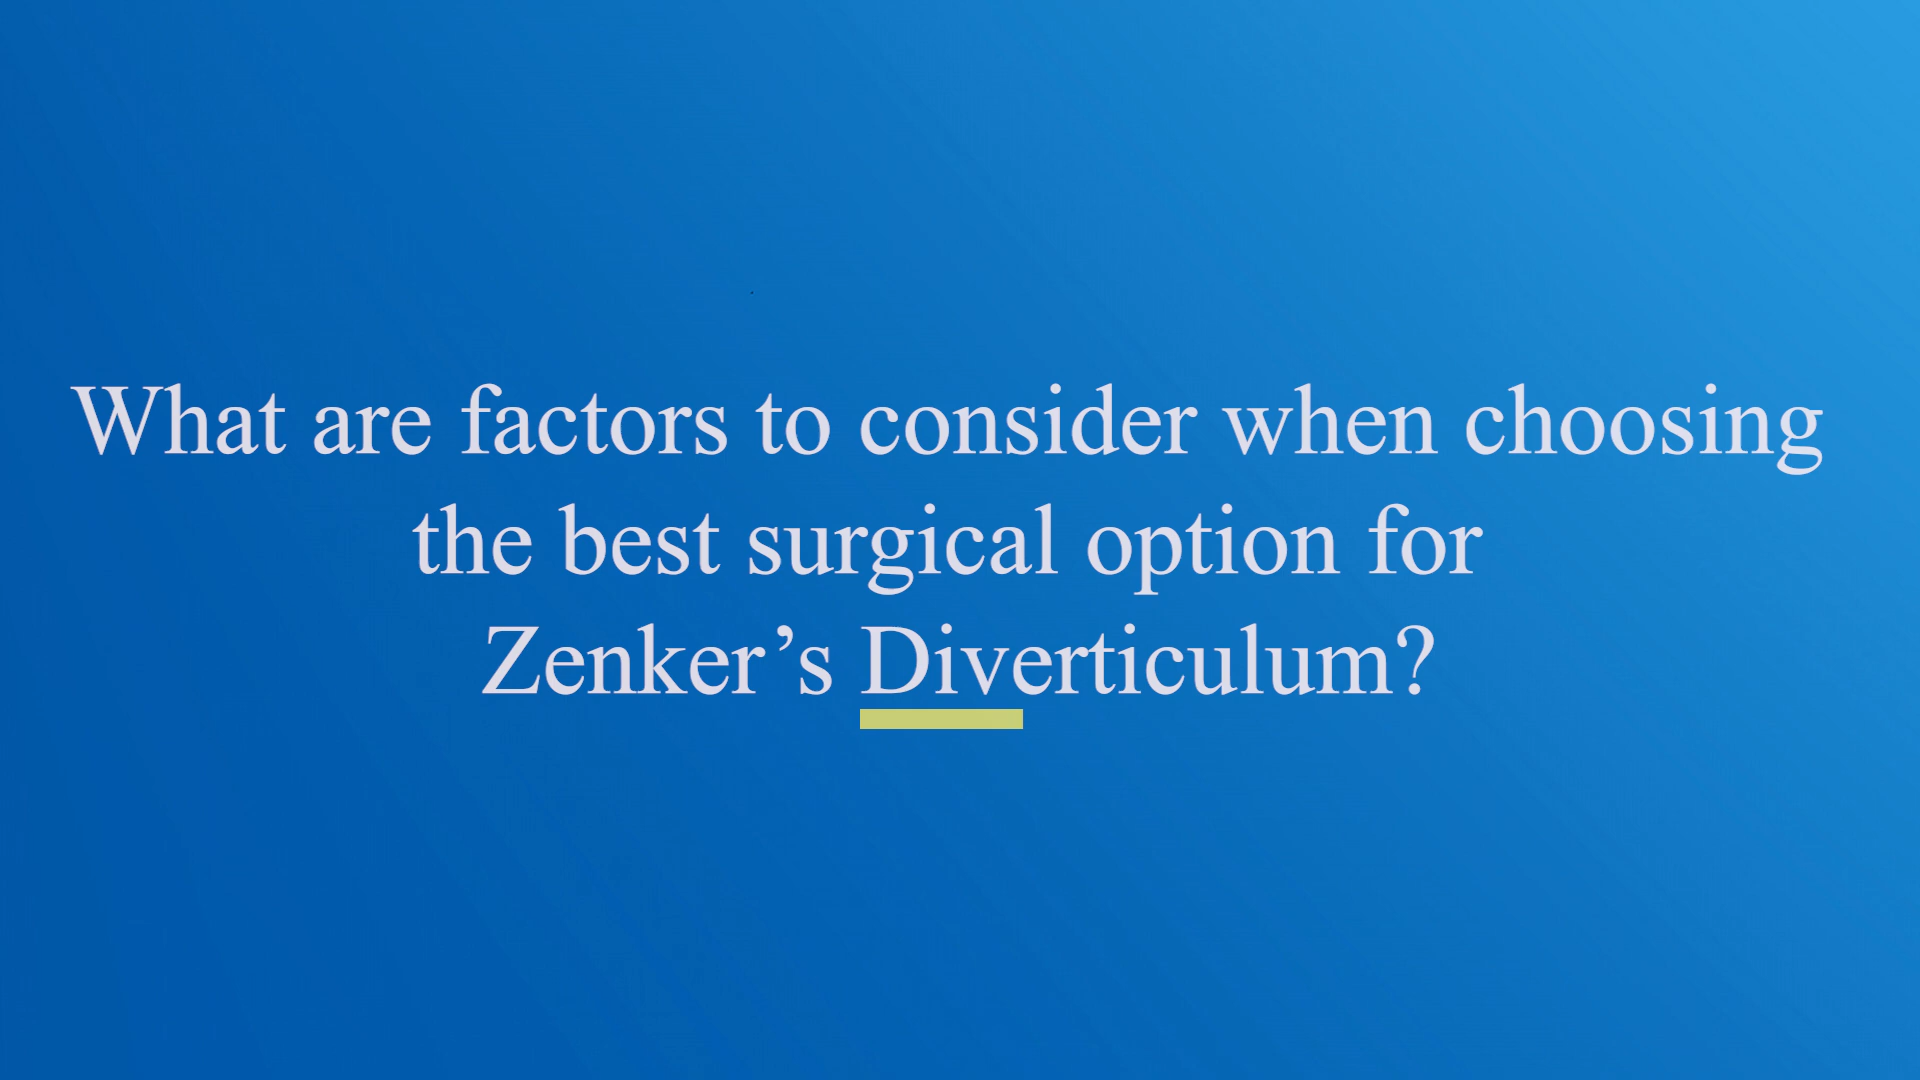 What are factors to consider when choosing
the best surgical option for
Zenker’s Diverticulum?